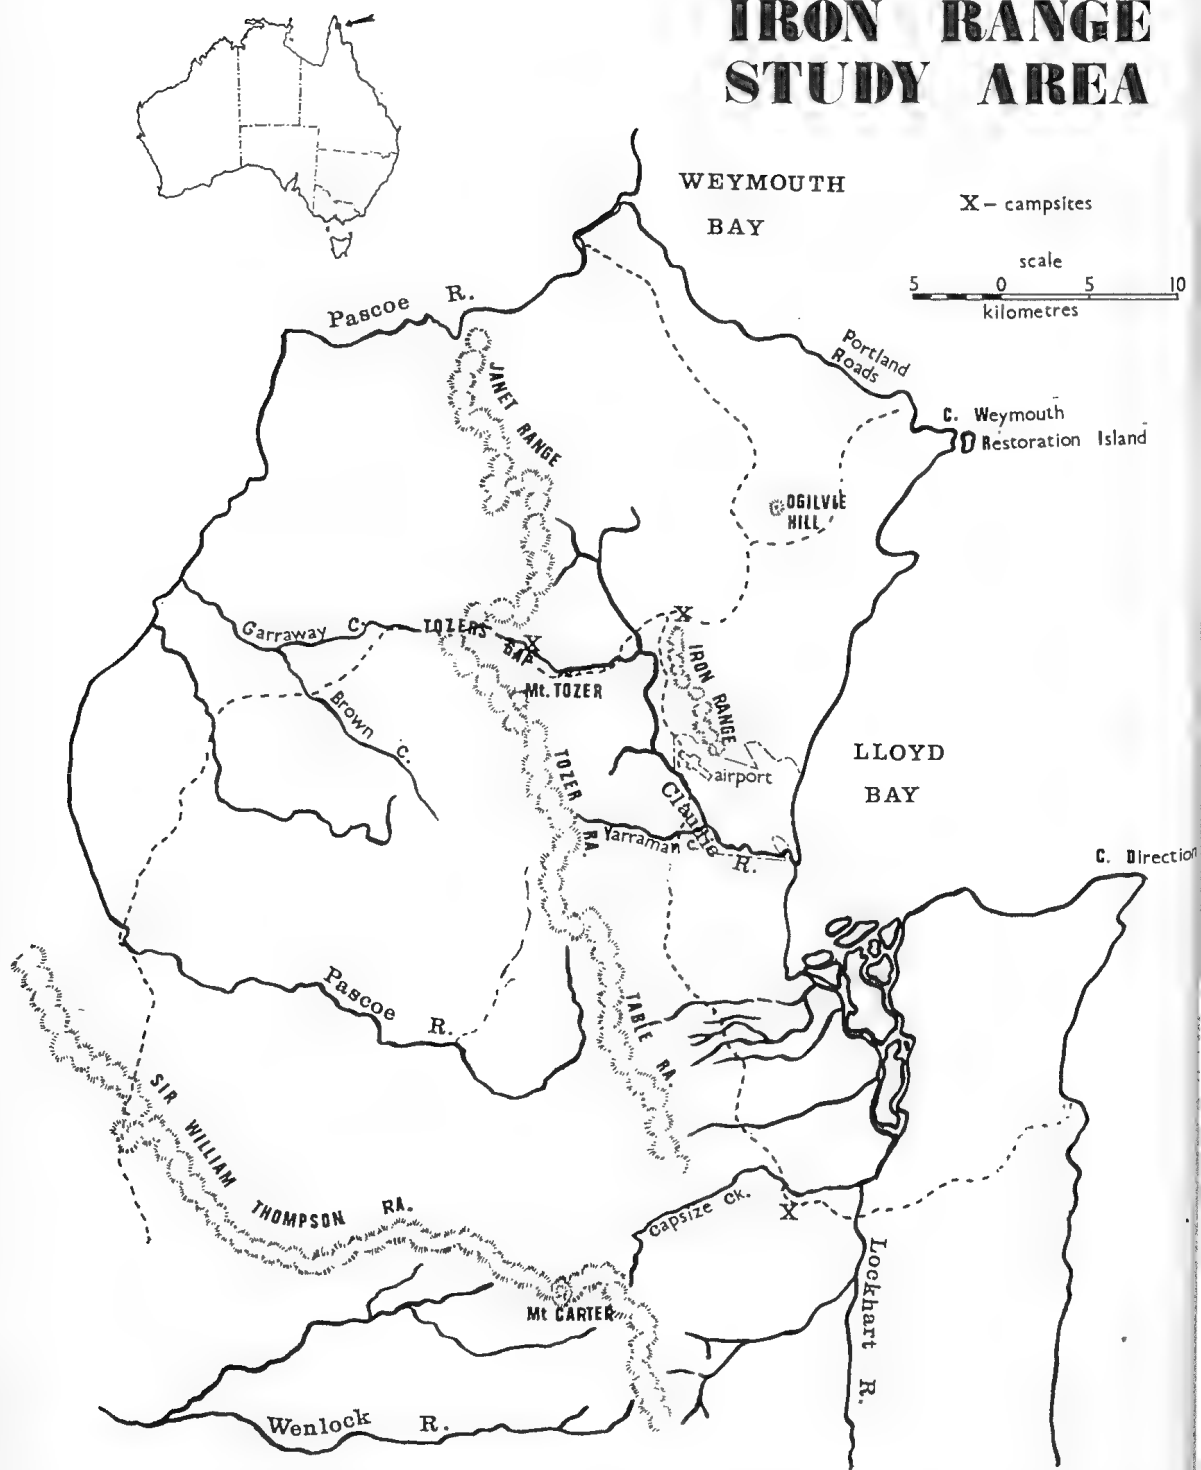 IRON RANGE
STUDY AREA
WEYMOUTH
BAY
X – campsites
scale
5 0 5 10
kilometres
Pascoe R.
Portland
Roads
JANET RANGE
C. Weymouth
Restoration Island
OGILVIE
HILL
X
Garraway C.
TOZERS
GAP
X
Mt. TOZER
IRON RANGE
Brown C.
LLOYD
BAY
TOZER
RA.
airport
Claudie R.
Yarraman C.
C. Direction
Pascoe R.
TABLE RA.
SIR WILLIAM THOMPSON RA.
Capsize Ck.
X
Lockhart R.
Mt CARTER
Wenlock R.